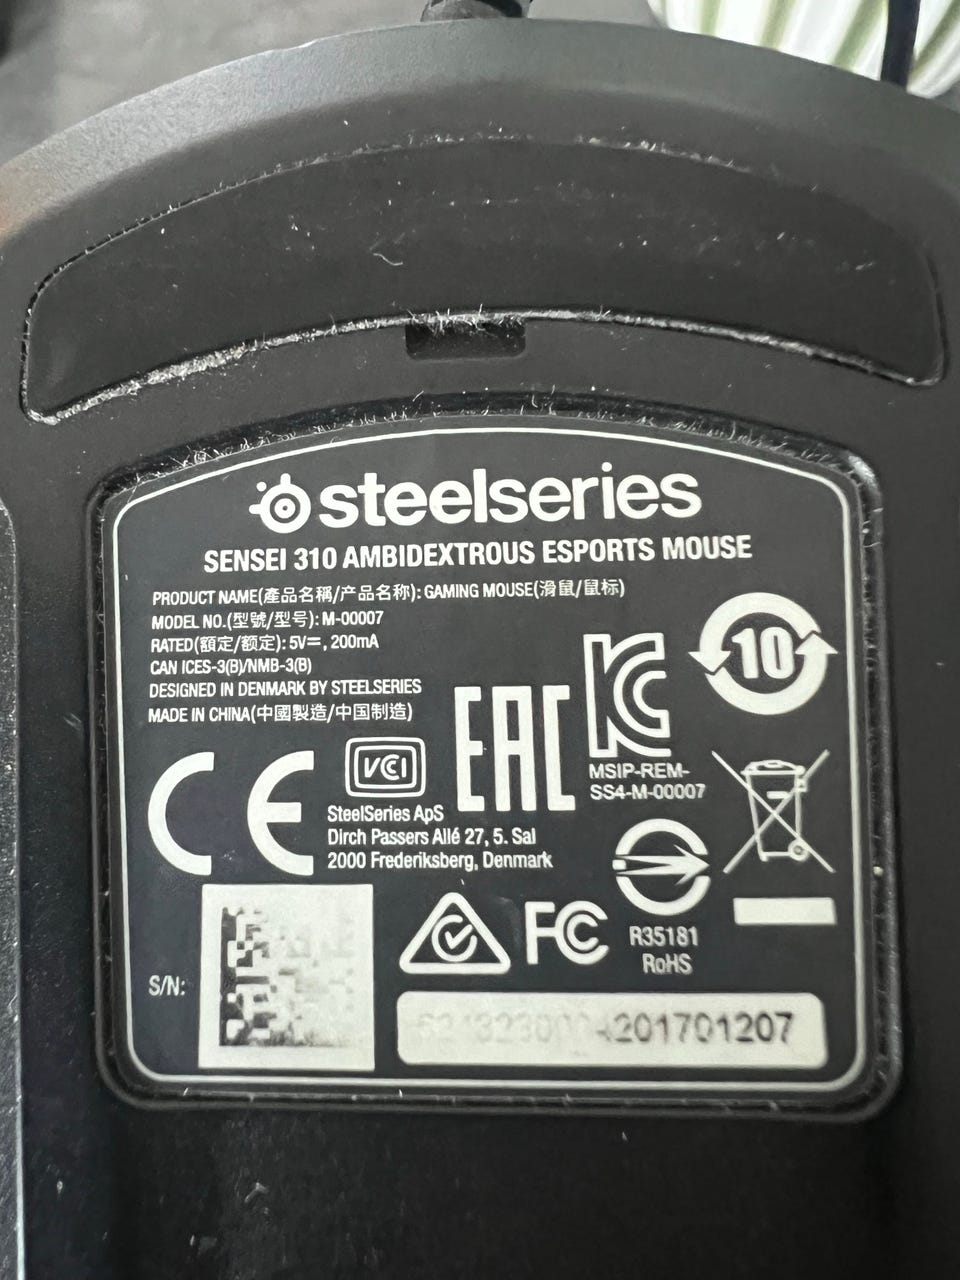 steelseries
SENSEI 310 AMBIDEXTROUS ESPORTS MOUSE
PRODUCT NAME(產品名稱/产品名称): GAMING MOUSE(滑鼠/鼠标)
MODEL NO.(型號/型号): M-00007
RATED(額定/额定): 5V⎓, 200mA
CAN ICES-3(B)/NMB-3(B)
DESIGNED IN DENMARK BY STEELSERIES
MADE IN CHINA(中國製造/中国制造)
10
CE
VCI
EAC
KC
MSIP-REM-
SS4-M-00007
SteelSeries ApS
Dirch Passers Allé 27, 5. Sal
2000 Frederiksberg, Denmark
FC
R35181
RoHS
S/N:
201701207